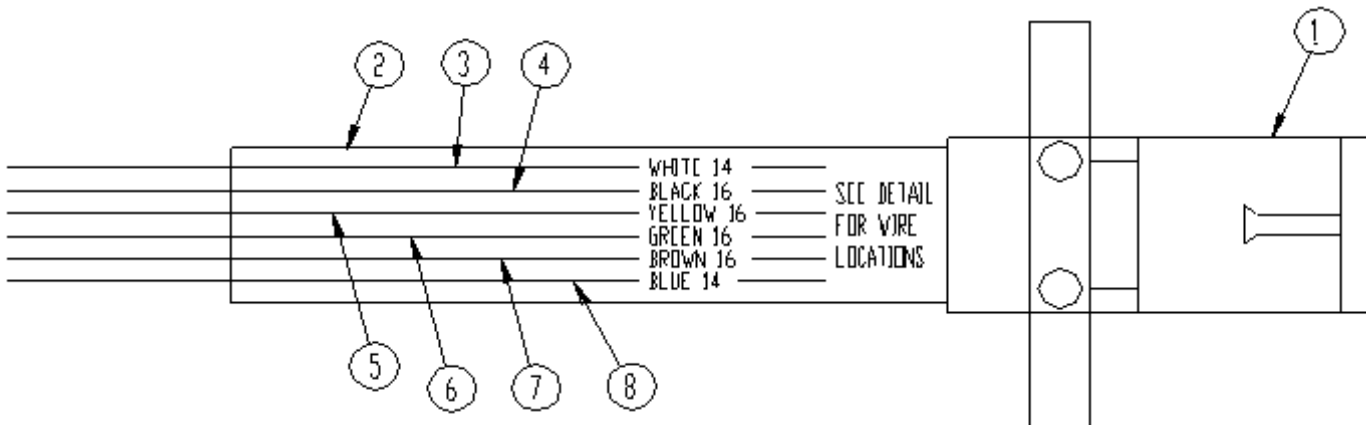 1
2
3
4
WHITE 14
BLACK 16
YELLOW 16
GREEN 16
BROWN 16
BLUE 14
SEE DETAIL
FOR WIRE
LOCATIONS
5
6
7
8